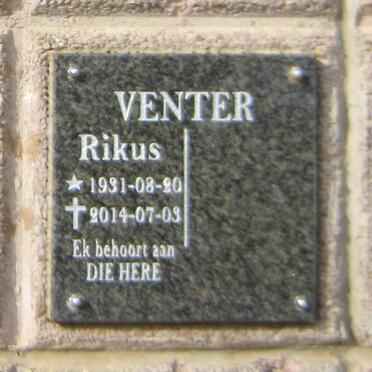 VENTER
Rikus
1931-08-20
2014-07-03
Ek behoort aan
DIE HERE